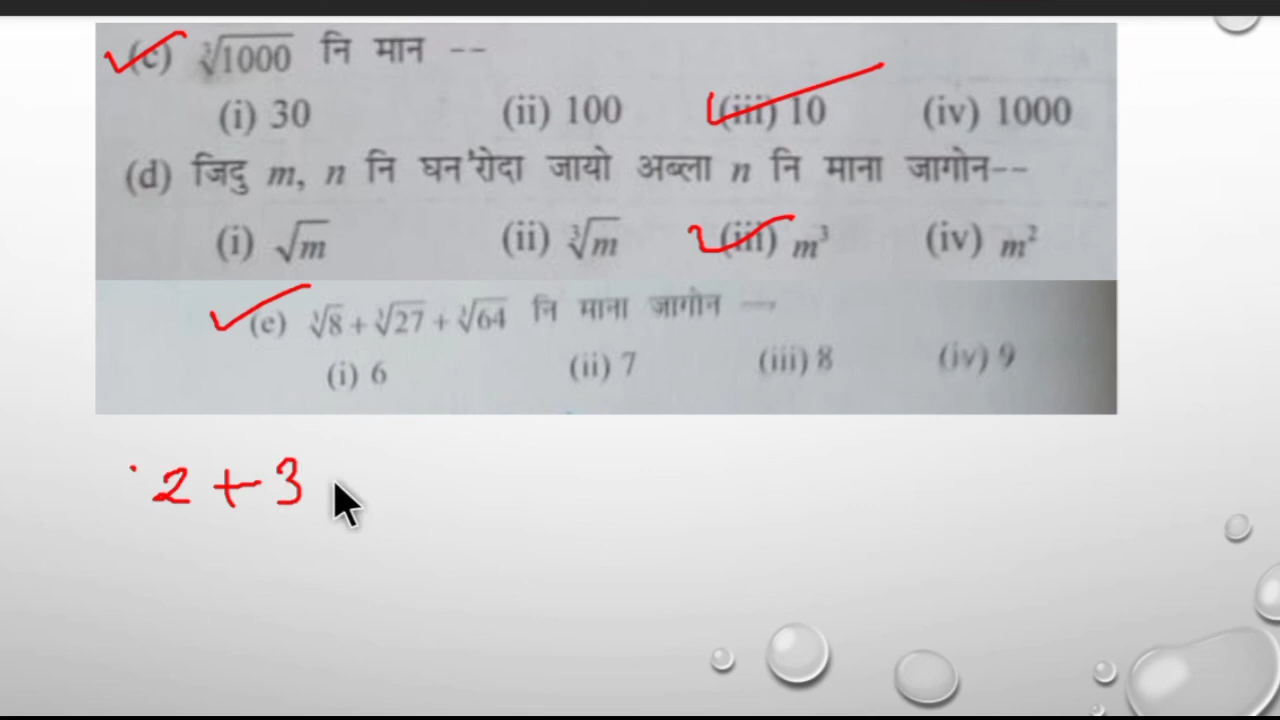 (c) ∛1000 नि मान --
(i) 30 (ii) 100 (iii) 10 (iv) 1000
(d) जिदु m, n नि घन'रोदा जायो अब्ला n नि माना जागोन--
(i) √m (ii) ∛m (iii) m³ (iv) m²
(e) ∛8 + ∛27 + ∛64 नि माना जागोन —
(i) 6 (ii) 7 (iii) 8 (iv) 9
2 + 3